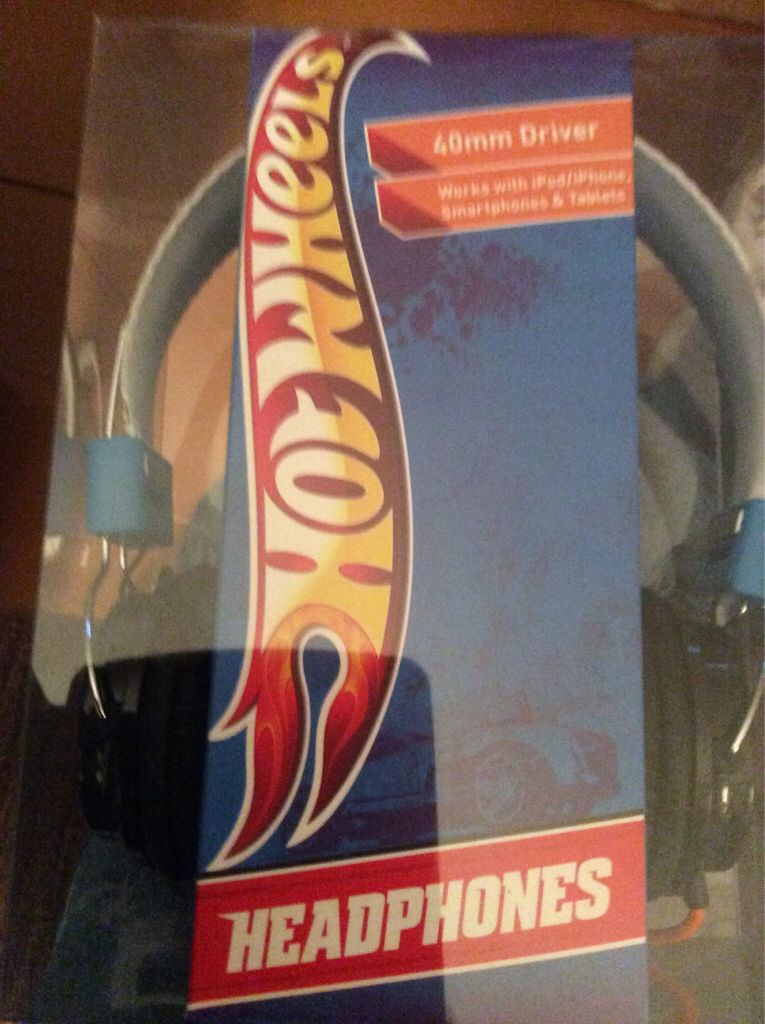 HOT WHEELS
40mm Driver
Works with iPod/iPhone,
Smartphones & Tablets
HEADPHONES